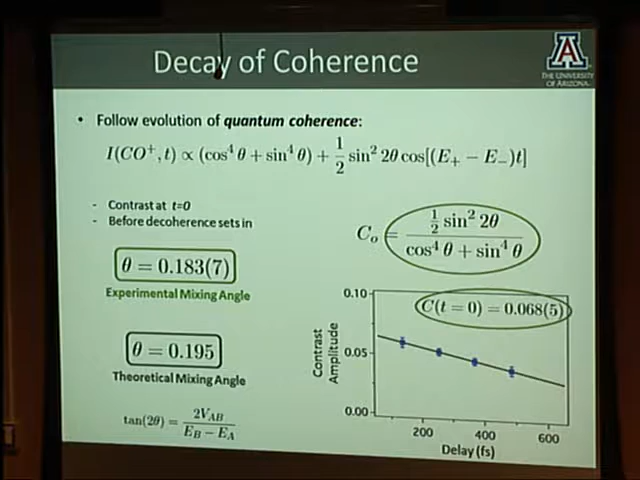 Decay of Coherence
A
THE UNIVERSITY
OF ARIZONA.
• Follow evolution of quantum coherence:
I(CO⁺, t) ∝ (cos⁴ θ + sin⁴ θ) + 1/2 sin² 2θ cos[(E₊ − E₋)t]
- Contrast at t=0
- Before decoherence sets in
C₀ = (1/2 sin² 2θ) / (cos⁴ θ + sin⁴ θ)
θ = 0.183(7)
Experimental Mixing Angle
θ = 0.195
Theoretical Mixing Angle
tan(2θ) = 2V_AB / (E_B − E_A)
C(t = 0) = 0.068(5)
Contrast
Amplitude
0.10
0.05
0.00
200 400 600
Delay (fs)